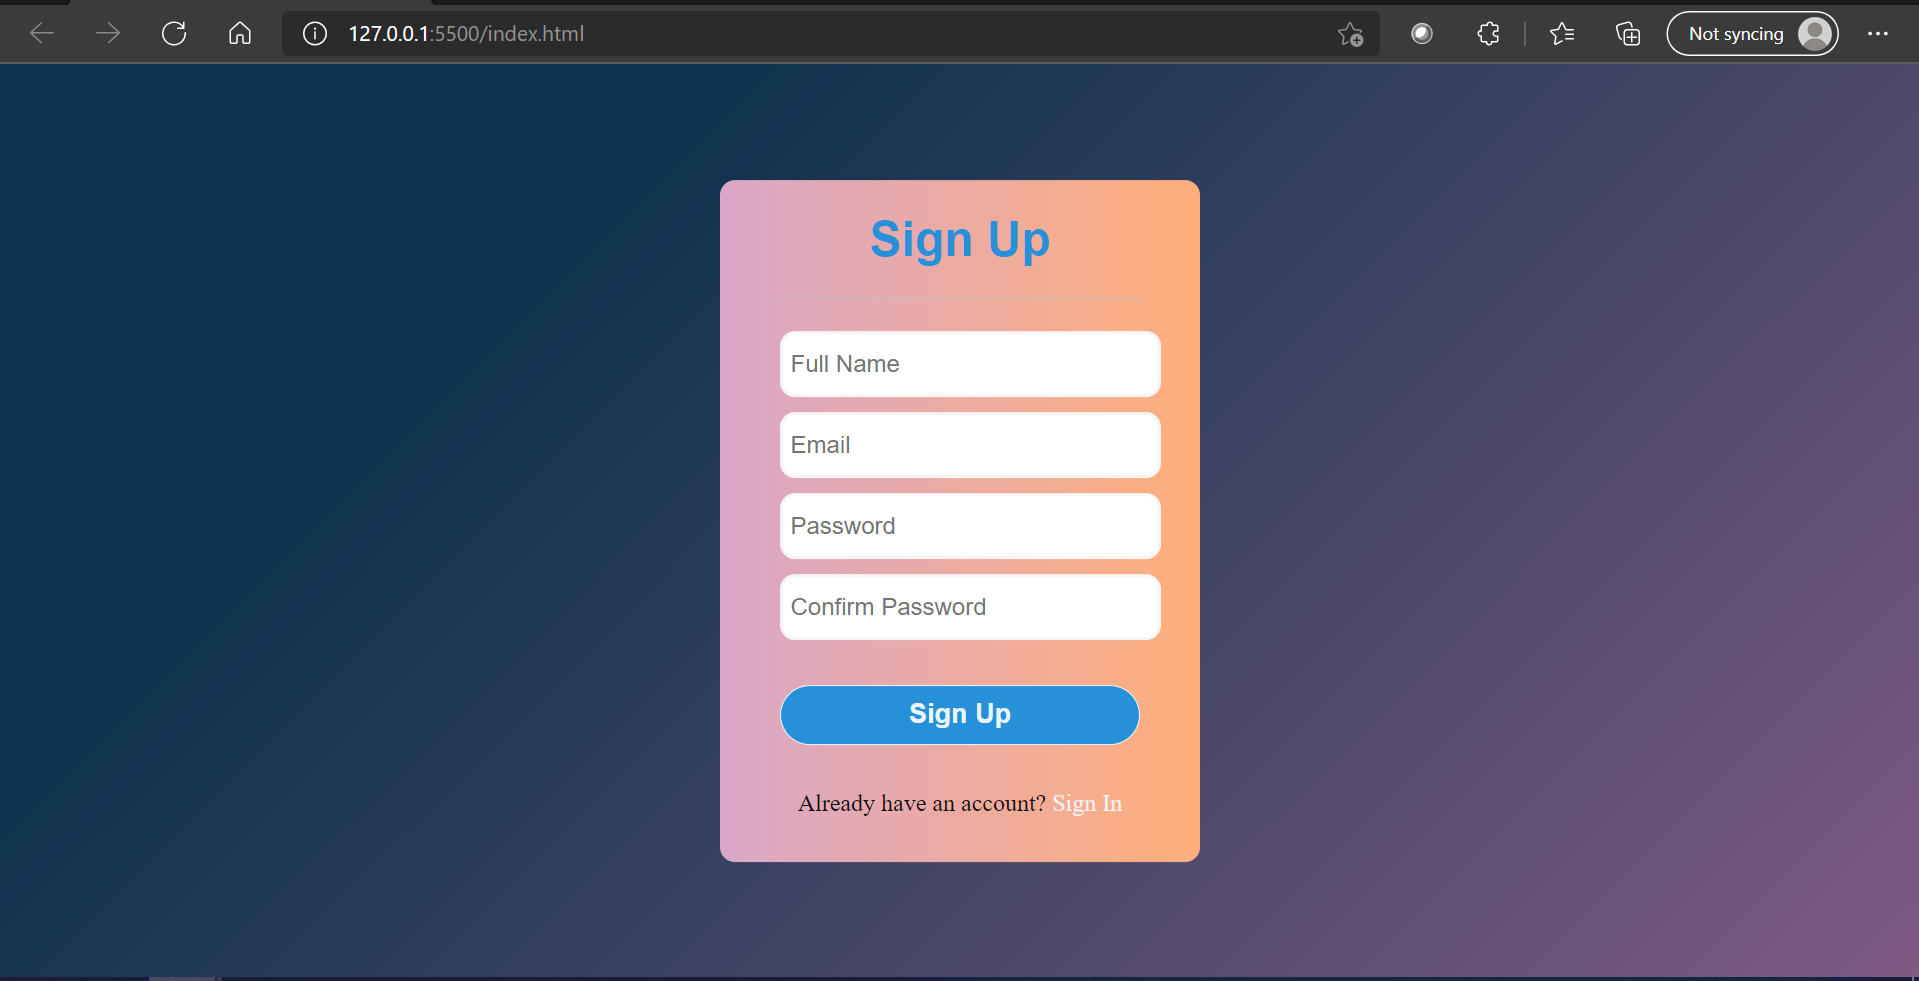 127.0.0.1:5500/index.html
Not syncing
Sign Up
Full Name
Email
Password
Confirm Password
Sign Up
Already have an account? Sign In